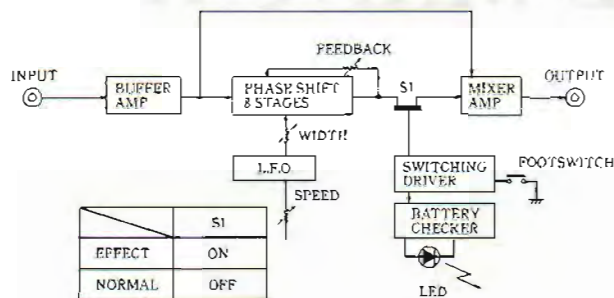 FEEDBACK
INPUT
BUFFER
AMP
PHASE SHIFT
8 STAGES
S1
MIXER
AMP
OUTPUT
WIDTH
L.F.O
SPEED
SWITCHING
DRIVER
FOOTSWITCH
BATTERY
CHECKER
LED
S1
EFFECT ON
NORMAL OFF